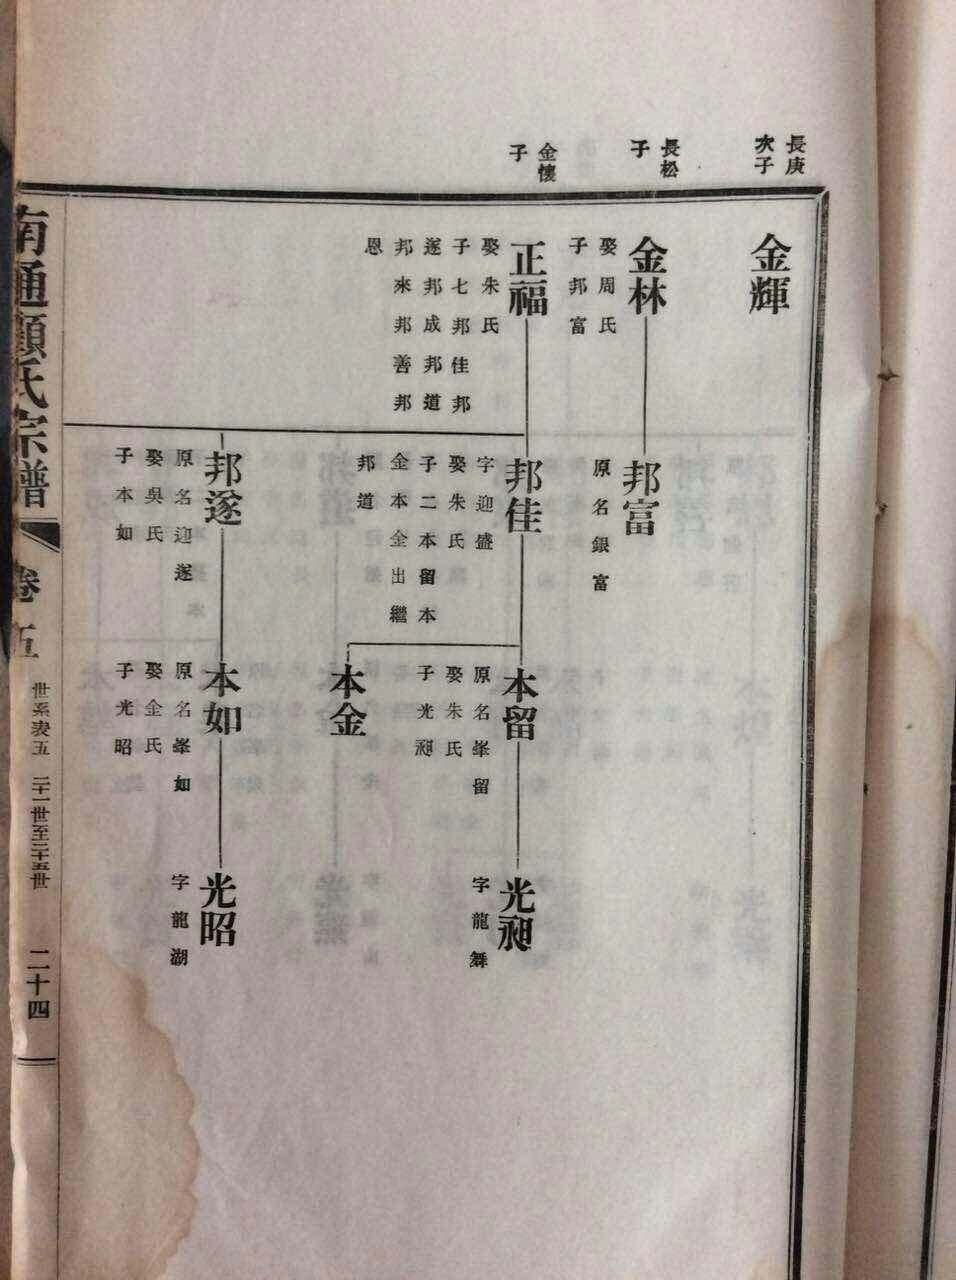 長庚
次子
金輝
長松
子
金林
娶周氏
子邦富
邦富
原名銀富
金懷
子
正福
娶朱氏
子七邦佳邦
遂邦成邦道
邦來邦善邦
恩
邦佳
字迎盛
娶朱氏
子二本留本
金本金出繼
邦道
本留
原名峯留
娶朱氏
子光昶
光昶
字龍舞
本金
邦遂
原名迎遂
娶吳氏
子本如
本如
原名峯如
娶金氏
子光昭
光昭
字龍湖
南通顧氏宗譜
卷五
世系表五
二十一世至二十五世
二十四